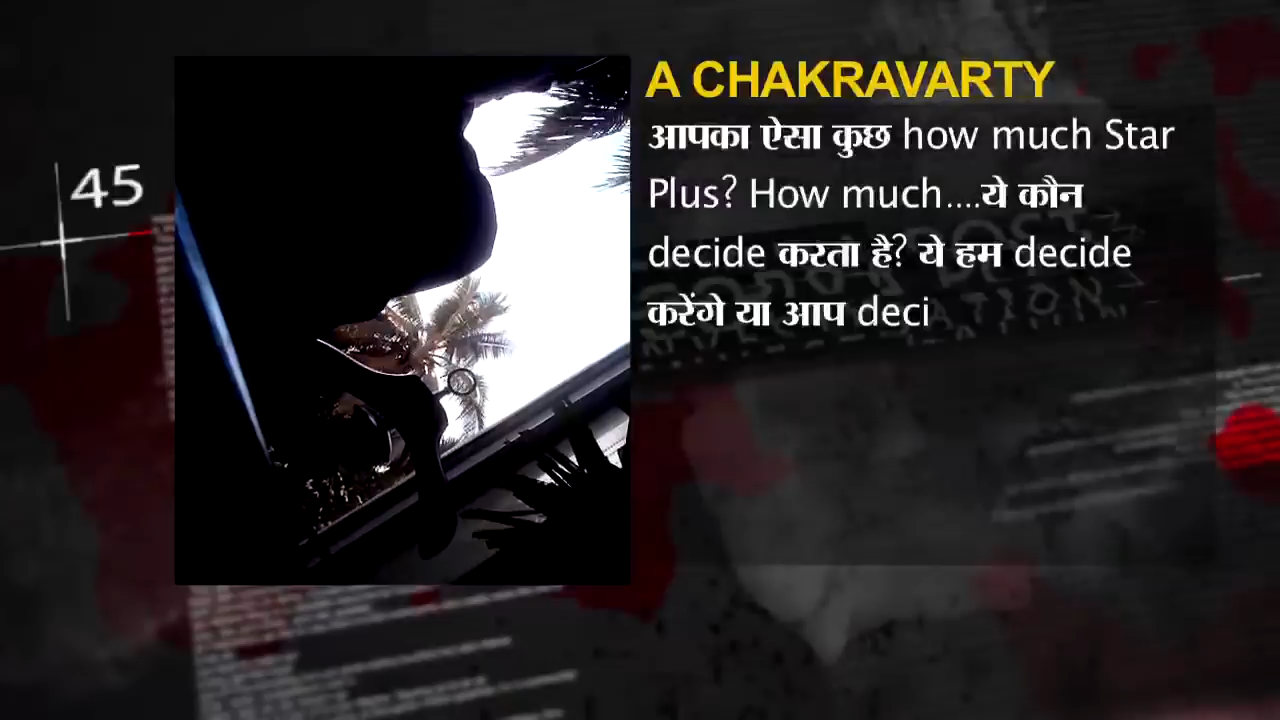 A CHAKRAVARTY
आपका ऐसा कुछ how much Star
Plus? How much....ये कौन
decide करता है? ये हम decide
करेंगे या आप deci
45